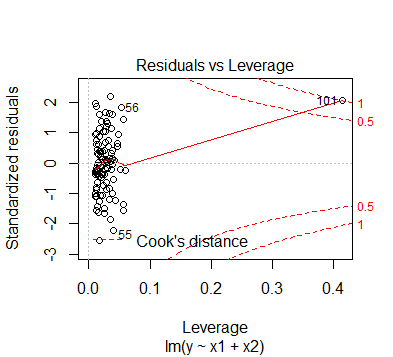 Residuals vs Leverage
Standardized residuals
2
1
0
-1
-2
-3
56
101
1
0.5
0.5
1
55
Cook's distance
0.0 0.1 0.2 0.3 0.4
Leverage
lm(y ~ x1 + x2)